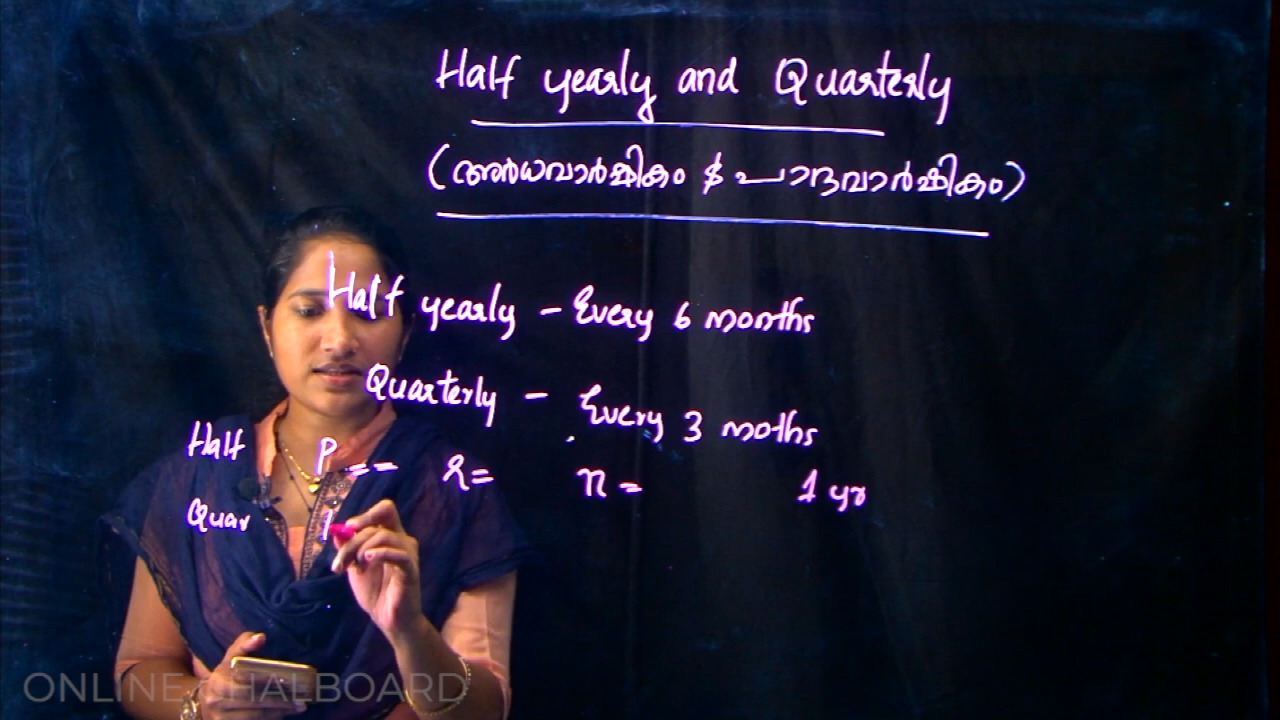 Half yearly and Quarterly
(അർധവാർഷികം & പാദവാർഷികം)
Half yearly - Every 6 months
Quarterly - Every 3 moths
Half P == r= n= 1 yr
Quar
ONLINE CHALBOARD